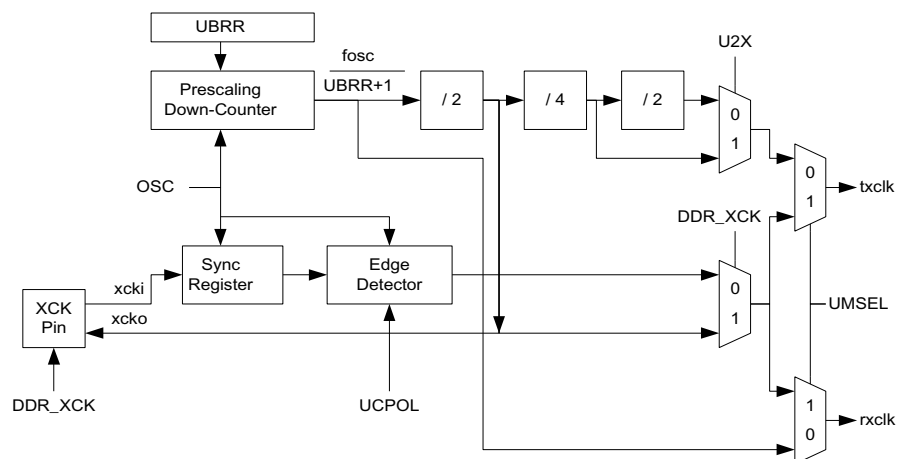 UBRR
U2X
fosc
Prescaling
Down-Counter
UBRR+1
/ 2
/ 4
/ 2
0
1
OSC
0
1
txclk
DDR_XCK
Sync
Register
Edge
Detector
0
1
xcki
XCK
Pin
xcko
UMSEL
DDR_XCK
UCPOL
1
0
rxclk